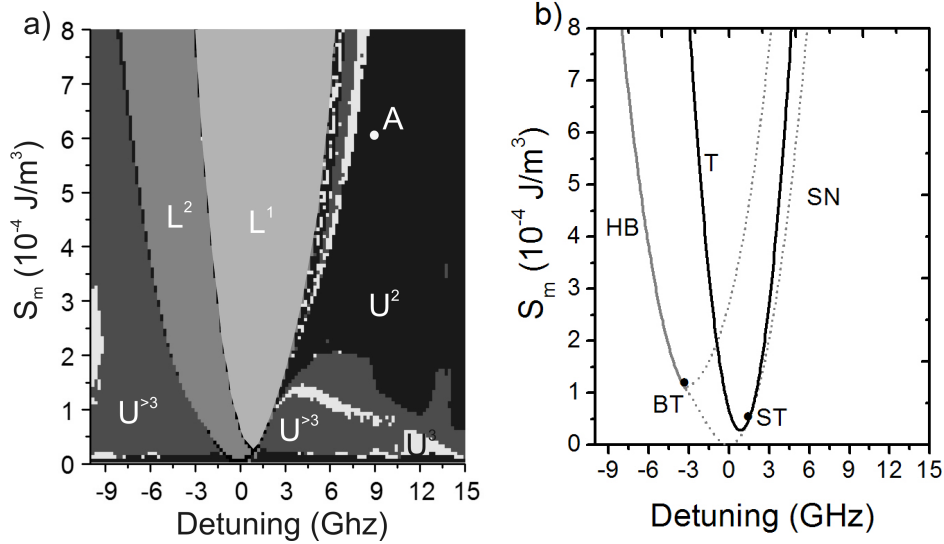 a)
8
7
6
5
4
3
2
1
0
S_m (10^-4 J/m^3)
A
L^2
L^1
U^2
U^>3
U^>3
U^3
-9 -6 -3 0 3 6 9 12 15
Detuning (Ghz)
b)
8
7
6
5
4
3
2
1
0
S_m (10^-4 J/m^3)
T
SN
HB
BT
ST
-9 -6 -3 0 3 6 9 12 15
Detuning (GHz)